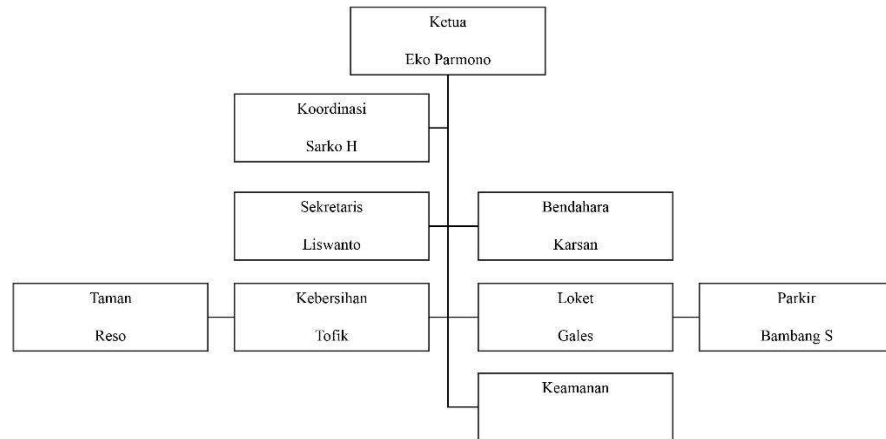 Ketua
Eko Parmono
Koordinasi
Sarko H
Sekretaris
Liswanto
Bendahara
Karsan
Taman
Reso
Kebersihan
Tofik
Loket
Gales
Parkir
Bambang S
Keamanan